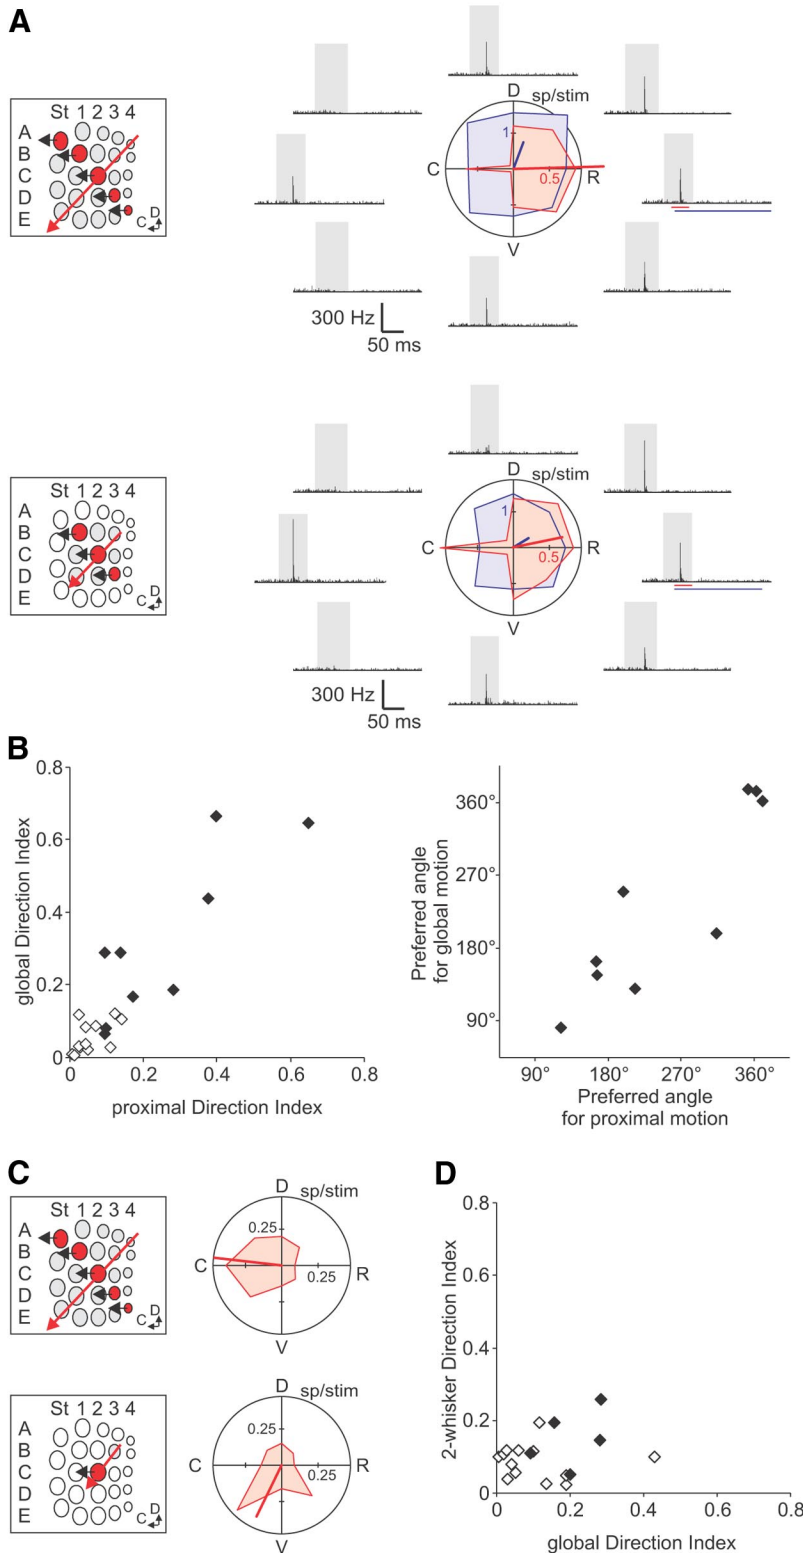 A
St 1 2 3 4
A
B
C
D
E
D
C
D sp/stim
1
C
0.5
R
V
300 Hz
50 ms
St 1 2 3 4
A
B
C
D
E
D
C
D sp/stim
1
C
0.5
R
V
300 Hz
50 ms
B
0.8
0.6
0.4
0.2
0
0 0.2 0.4 0.6 0.8
global Direction Index
proximal Direction Index
360°
270°
180°
90°
90° 180° 270° 360°
Preferred angle
for global motion
Preferred angle
for proximal motion
C
St 1 2 3 4
A
B
C
D
E
D
C
D sp/stim
0.25
C
0.25
R
V
St 1 2 3 4
A
B
C
D
E
D
C
D sp/stim
0.25
C
0.25
R
V
D
0.8
0.6
0.4
0.2
0
0 0.2 0.4 0.6 0.8
2-whisker Direction Index
global Direction Index